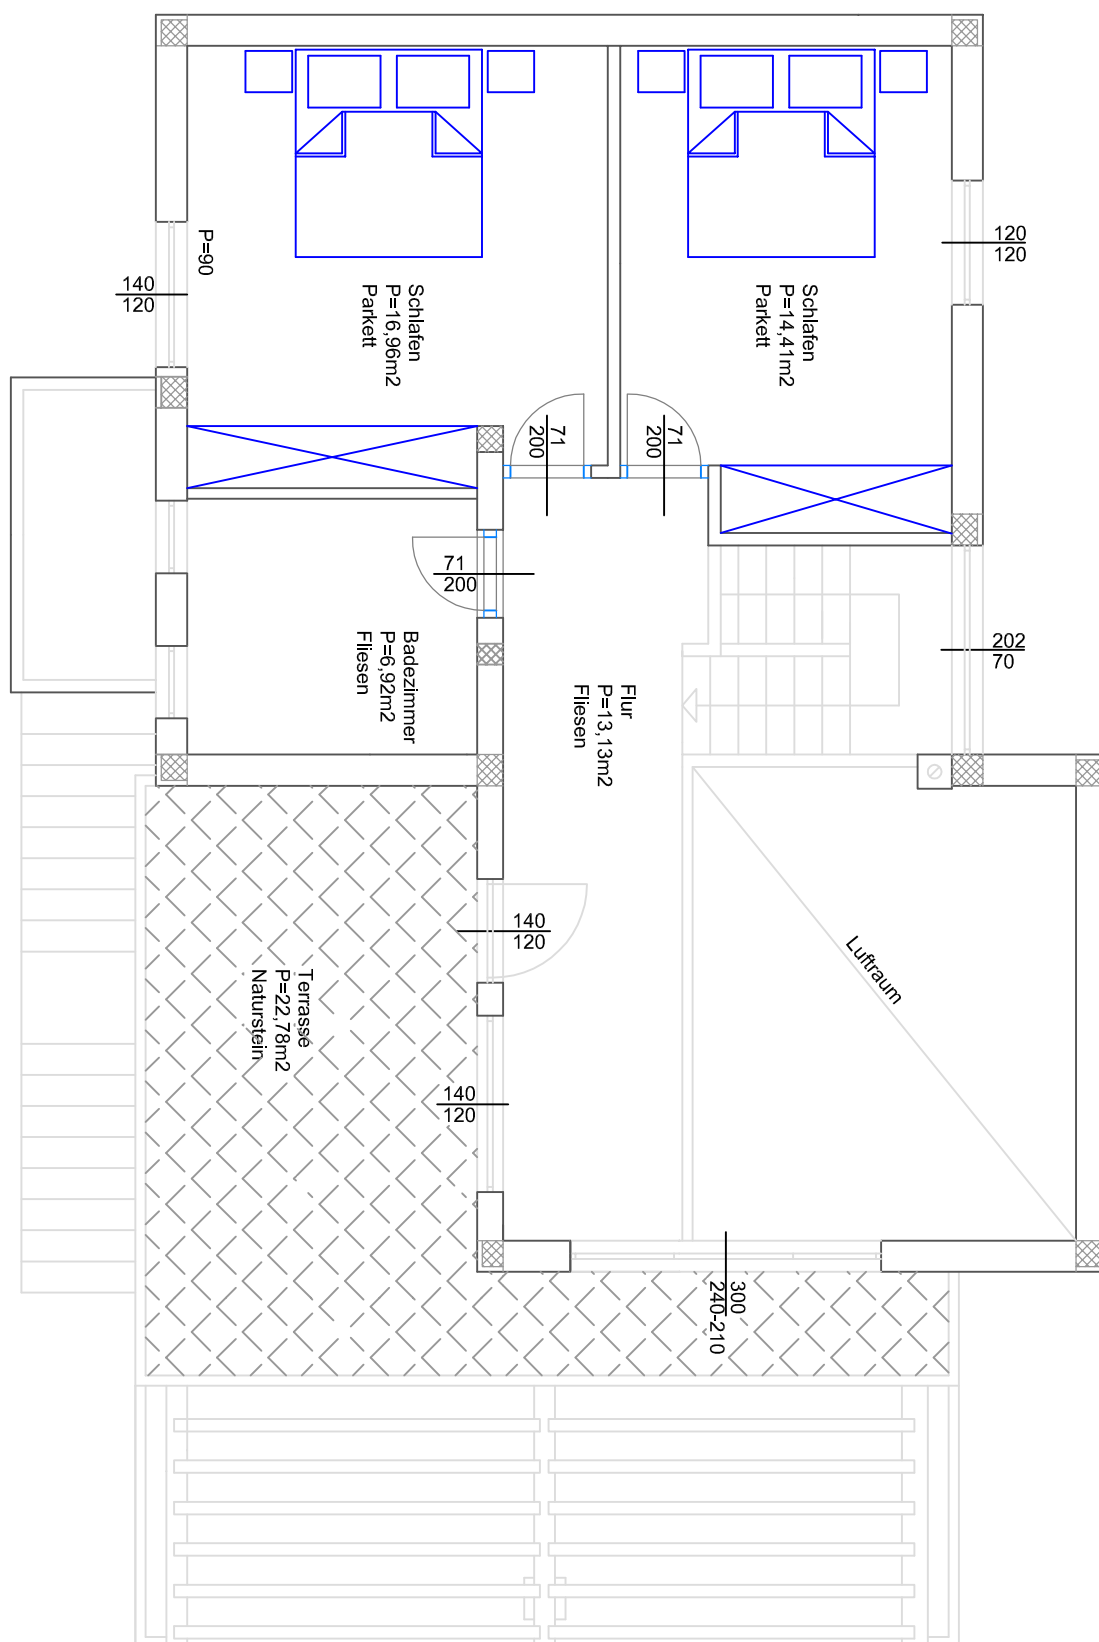 120
120
P=90
140
120
Schlafen
P=16,96m2
Parkett
Schlafen
P=14,41m2
Parkett
71
200
71
200
71
200
Badezimmer
P=6,92m2
Fliesen
Flur
P=13,13m2
Fliesen
202
70
140
120
Luftraum
Terrasse
P=22,78m2
Naturstein
140
120
300
240-210